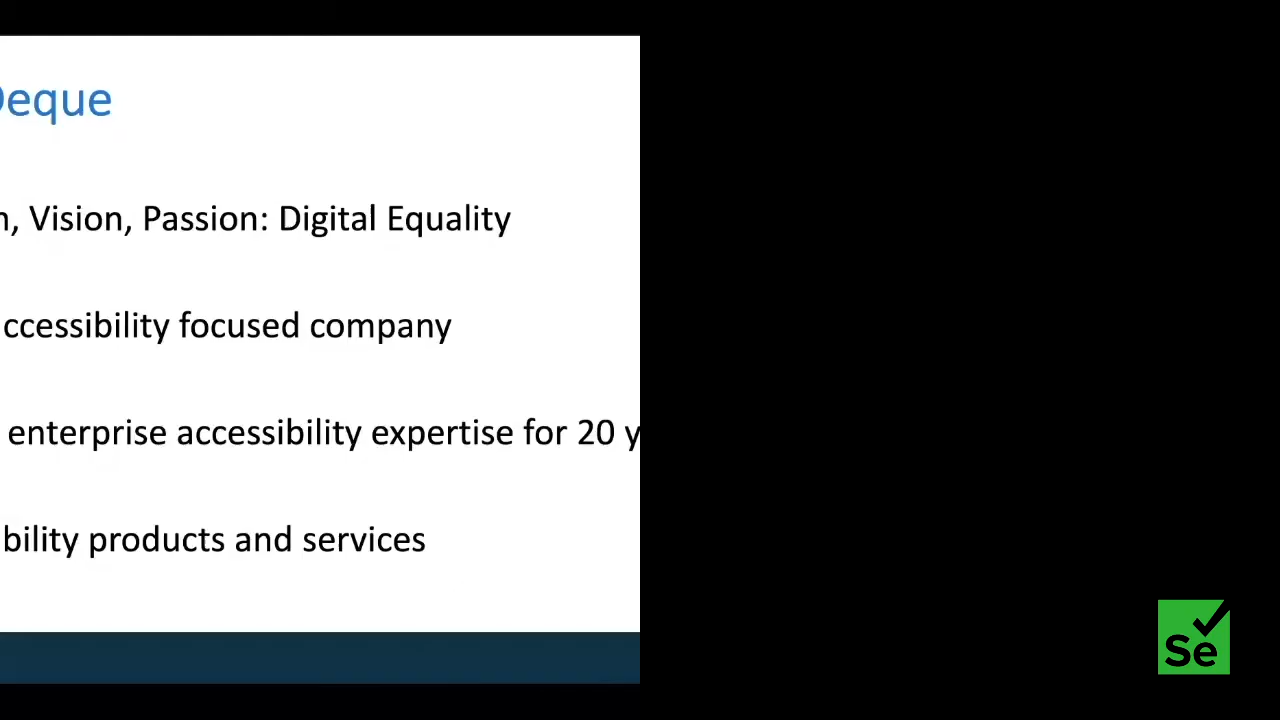 Deque
, Vision, Passion: Digital Equality
ccessibility focused company
enterprise accessibility expertise for 20 y
bility products and services
Se